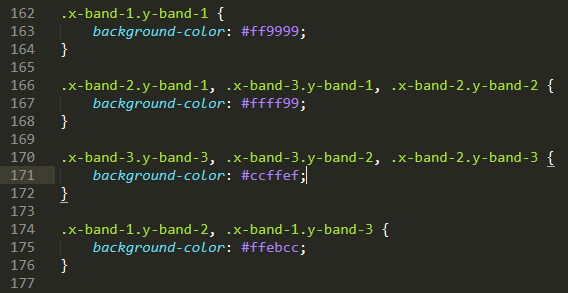 162 .x-band-1.y-band-1 {
163     background-color: #ff9999;
164 }
165
166 .x-band-2.y-band-1, .x-band-3.y-band-1, .x-band-2.y-band-2 {
167     background-color: #ffff99;
168 }
169
170 .x-band-3.y-band-3, .x-band-3.y-band-2, .x-band-2.y-band-3 {
171     background-color: #ccffef;
172 }
173
174 .x-band-1.y-band-2, .x-band-1.y-band-3 {
175     background-color: #ffebcc;
176 }
177